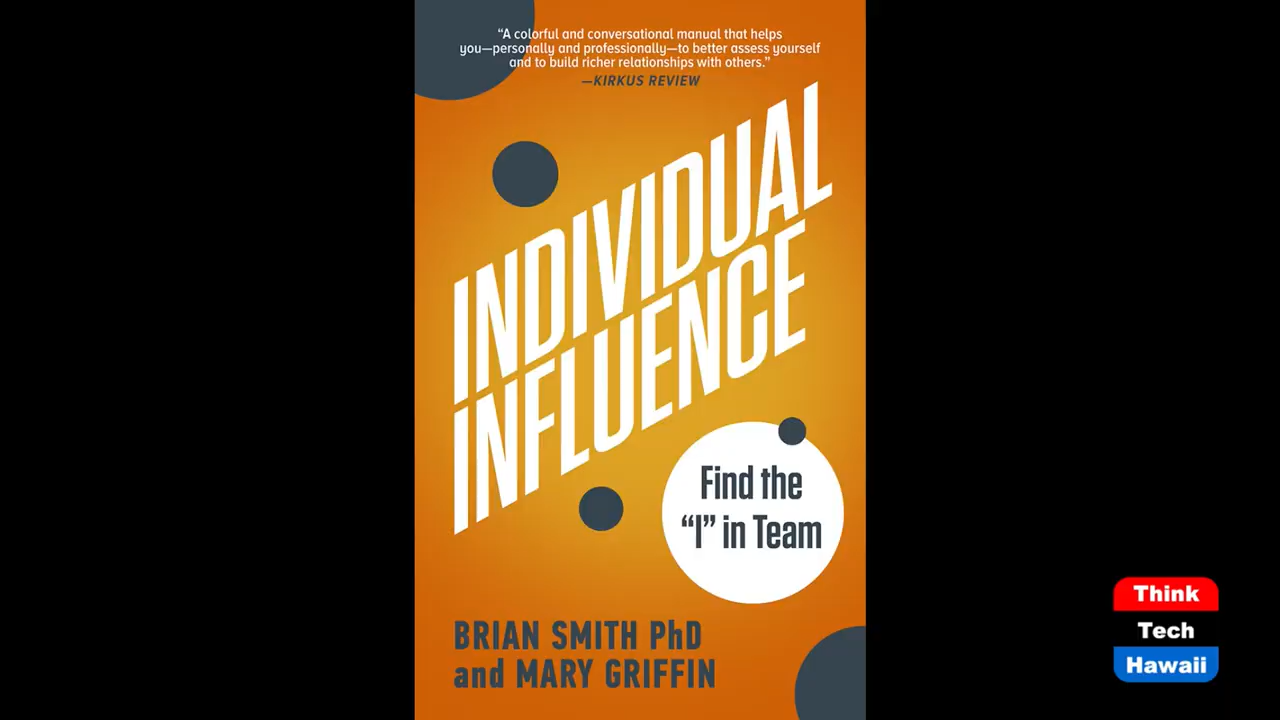 “A colorful and conversational manual that helps
you—personally and professionally—to better assess yourself
and to build richer relationships with others.”
—KIRKUS REVIEW
INDIVIDUAL
INFLUENCE
Find the
“I” in Team
BRIAN SMITH PhD
and MARY GRIFFIN
Think
Tech
Hawaii